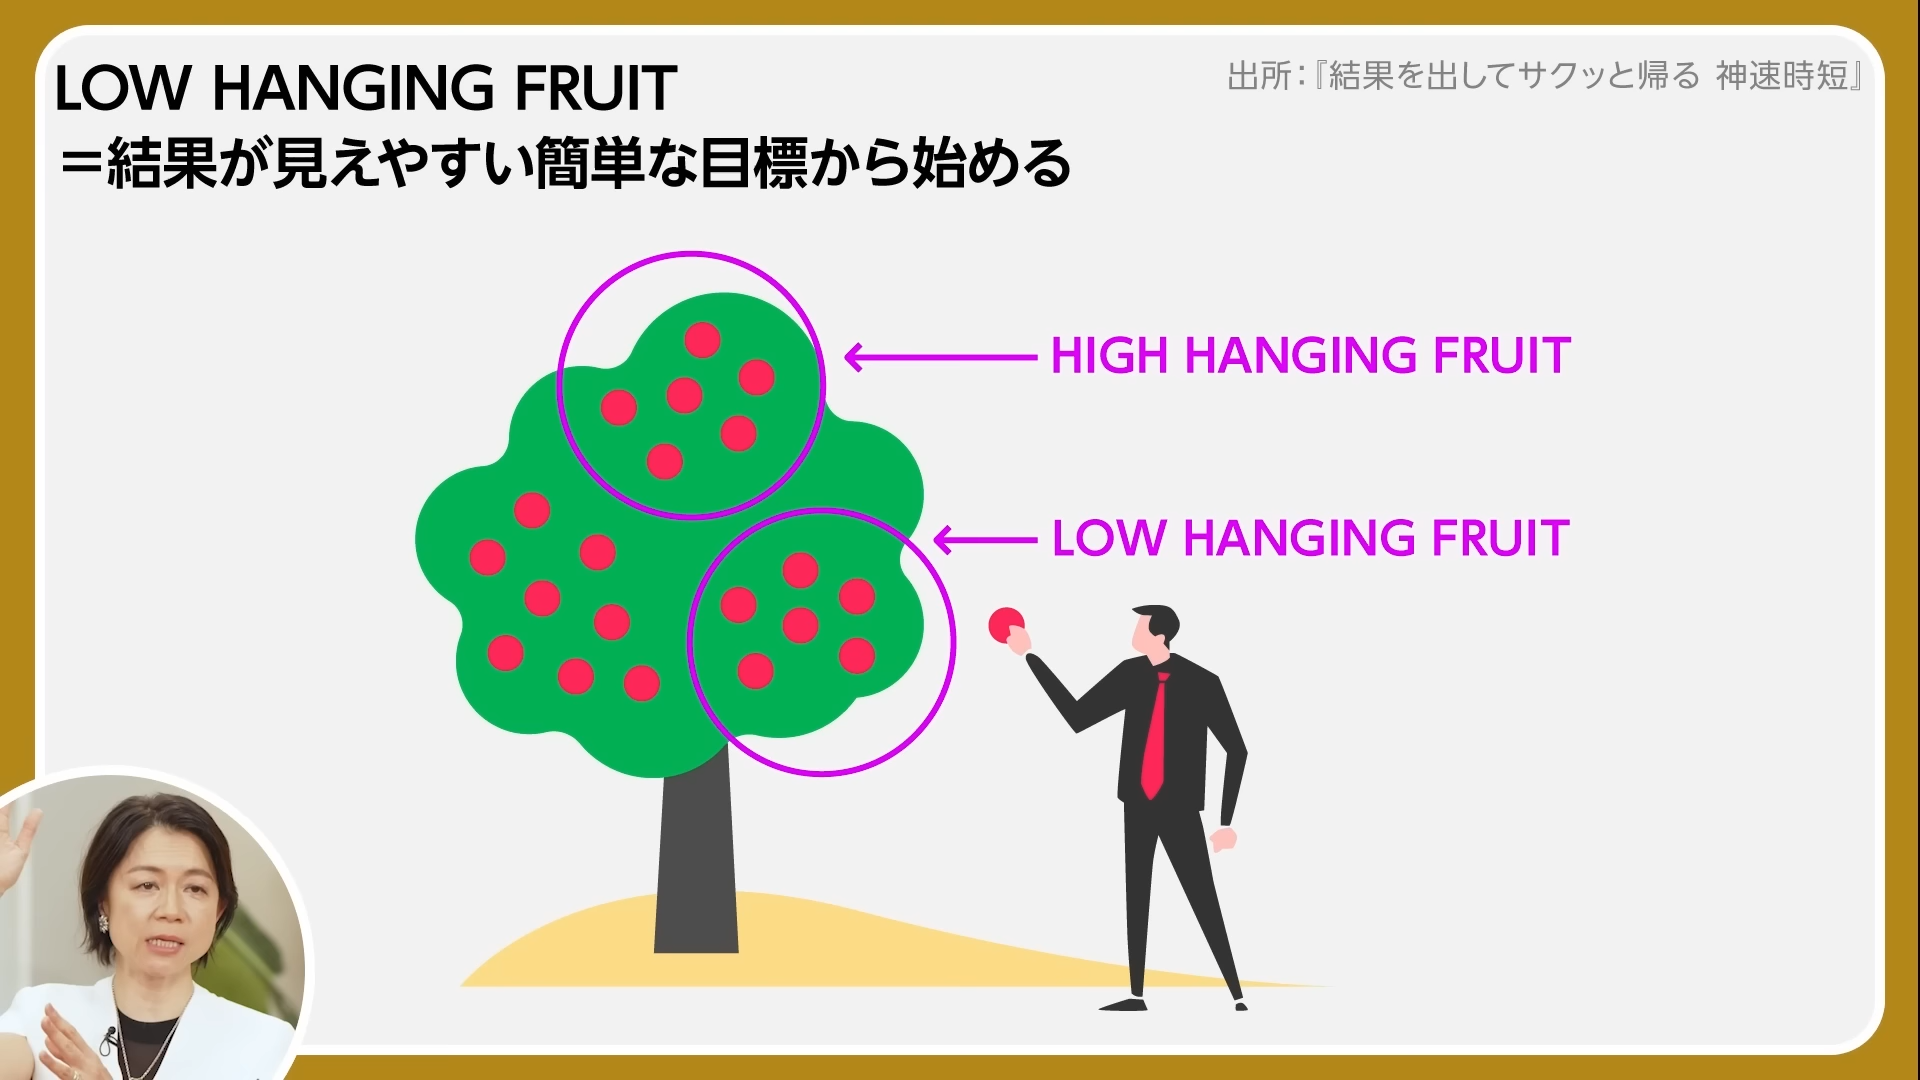 LOW HANGING FRUIT
出所：『結果を出してサクッと帰る 神速時短』
＝結果が見えやすい簡単な目標から始める
HIGH HANGING FRUIT
LOW HANGING FRUIT